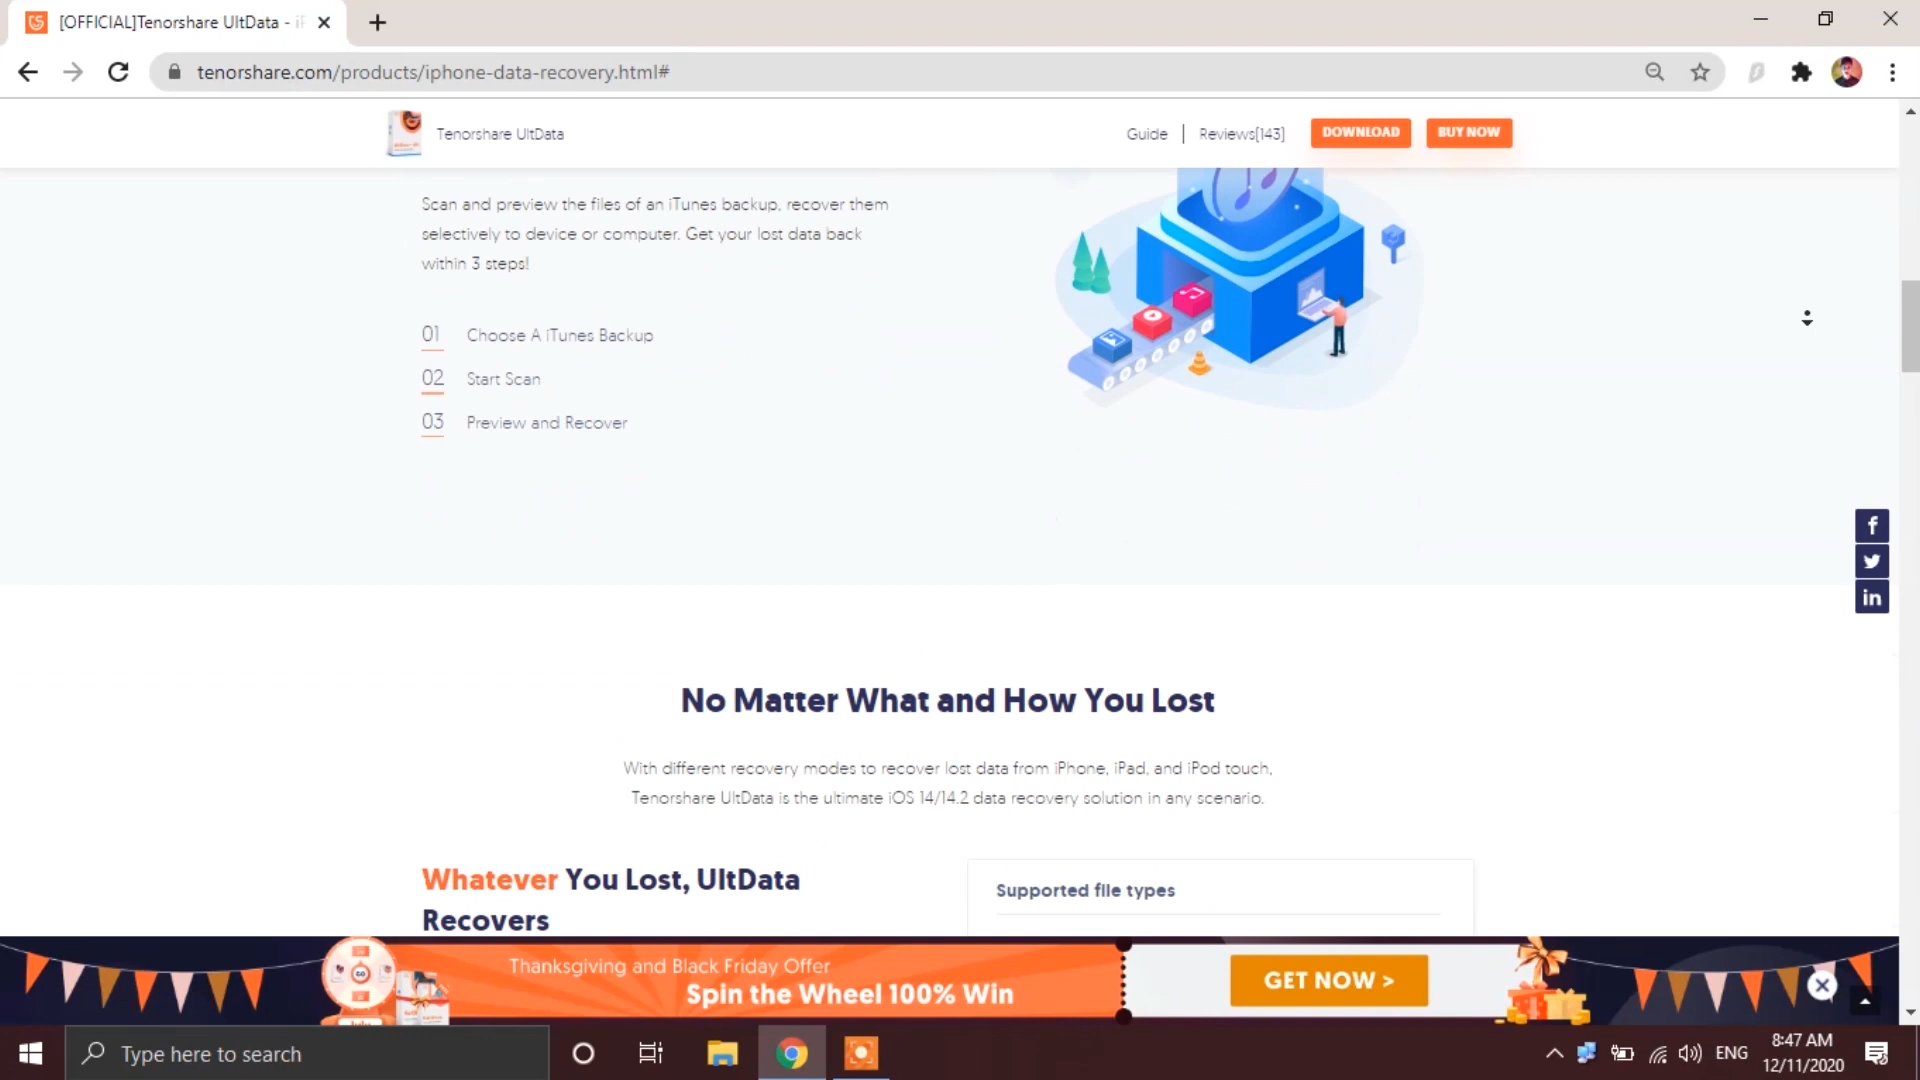 [OFFICIAL]Tenorshare UltData - iP
tenorshare.com/products/iphone-data-recovery.html#
Tenorshare UltData
Guide
Reviews[143]
DOWNLOAD
BUY NOW
Scan and preview the files of an iTunes backup, recover them
selectively to device or computer. Get your lost data back
within 3 steps!
01 Choose A iTunes Backup
02 Start Scan
03 Preview and Recover
No Matter What and How You Lost
With different recovery modes to recover lost data from iPhone, iPad, and iPod touch,
Tenorshare UltData is the ultimate iOS 14/14.2 data recovery solution in any scenario.
Whatever You Lost, UltData
Recovers
Supported file types
Thanksgiving and Black Friday Offer
Spin the Wheel 100% Win
GO
GET NOW >
Type here to search
ENG
8:47 AM
12/11/2020